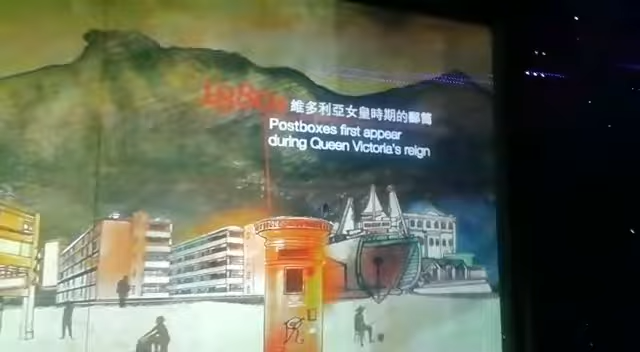 維多利亞女皇時期的郵筒
Postboxes first appear
during Queen Victoria's reign